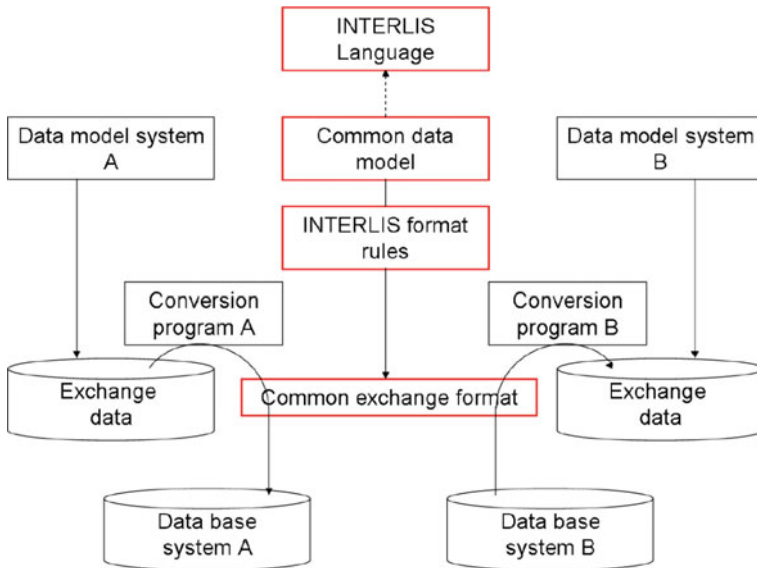 INTERLIS
Language
Data model system
A
Common data
model
Data model system
B
INTERLIS format
rules
Conversion
program A
Conversion
program B
Exchange
data
Common exchange format
Exchange
data
Data base
system A
Data base
system B